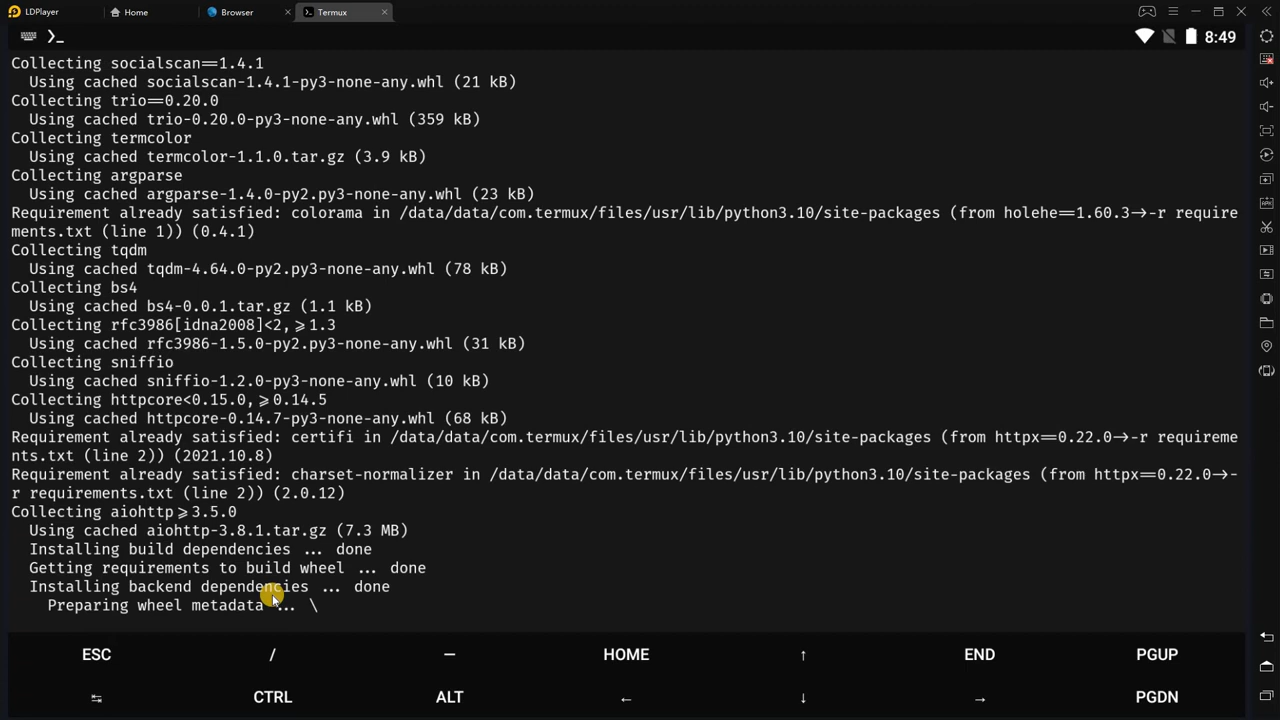 LDPlayer
Home
Browser
Termux
8:49
Collecting socialscan==1.4.1
Using cached socialscan-1.4.1-py3-none-any.whl (21 kB)
Collecting trio==0.20.0
Using cached trio-0.20.0-py3-none-any.whl (359 kB)
Collecting termcolor
Using cached termcolor-1.1.0.tar.gz (3.9 kB)
Collecting argparse
Using cached argparse-1.4.0-py2.py3-none-any.whl (23 kB)
Requirement already satisfied: colorama in /data/data/com.termux/files/usr/lib/python3.10/site-packages (from holehe==1.60.3->-r require
ments.txt (line 1)) (0.4.1)
Collecting tqdm
Using cached tqdm-4.64.0-py2.py3-none-any.whl (78 kB)
Collecting bs4
Using cached bs4-0.0.1.tar.gz (1.1 kB)
Collecting rfc3986[idna2008]<2,>=1.3
Using cached rfc3986-1.5.0-py2.py3-none-any.whl (31 kB)
Collecting sniffio
Using cached sniffio-1.2.0-py3-none-any.whl (10 kB)
Collecting httpcore<0.15.0,>=0.14.5
Using cached httpcore-0.14.7-py3-none-any.whl (68 kB)
Requirement already satisfied: certifi in /data/data/com.termux/files/usr/lib/python3.10/site-packages (from httpx==0.22.0->-r requireme
nts.txt (line 2)) (2021.10.8)
Requirement already satisfied: charset-normalizer in /data/data/com.termux/files/usr/lib/python3.10/site-packages (from httpx==0.22.0->-
r requirements.txt (line 2)) (2.0.12)
Collecting aiohttp>=3.5.0
Using cached aiohttp-3.8.1.tar.gz (7.3 MB)
Installing build dependencies ... done
Getting requirements to build wheel ... done
Installing backend dependencies ... done
Preparing wheel metadata ... \
ESC / — HOME ↑ END PGUP
↹ CTRL ALT ← ↓ → PGDN